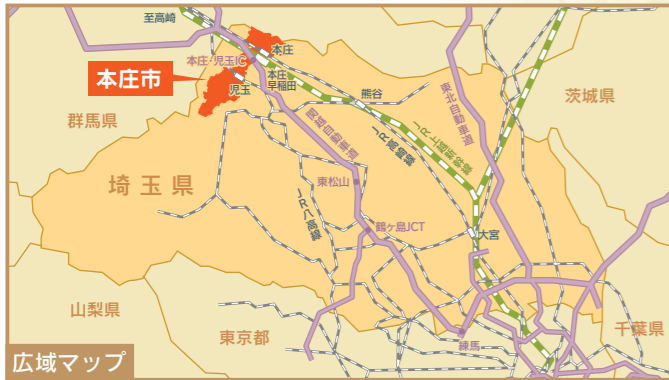 至高崎
本庄
本庄・児玉IC
本庄市
本庄
早稲田
児玉
熊谷
群馬県
茨城県
東北自動車道
関越自動車道
JR高崎線
JR上越新幹線
埼玉県
東松山
JR八高線
鶴ヶ島JCT
大宮
山梨県
東京都
練馬
千葉県
広域マップ